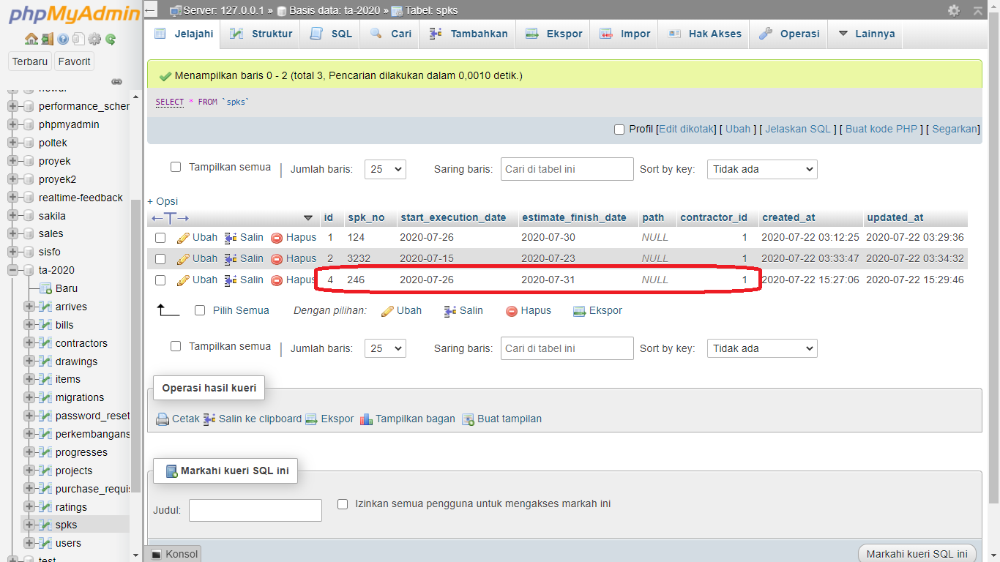 phpMyAdmin
Server: 127.0.0.1 » Basis data: ta-2020 » Tabel: spks
Jelajahi Struktur SQL Cari Tambahkan Ekspor Impor Hak Akses Operasi Lainnya
Terbaru Favorit
performance_scher
phpmyadmin
poltek
proyek
proyek2
realtime-feedback
sakila
sales
sisfo
ta-2020
Baru
arrives
bills
contractors
drawings
items
migrations
password_reset
perkembangans
progresses
projects
purchase_requis
ratings
spks
users
test
Menampilkan baris 0 - 2 (total 3, Pencarian dilakukan dalam 0,0010 detik.)
SELECT * FROM `spks`
Profil [Edit dikotak] [ Ubah ] [ Jelaskan SQL ] [ Buat kode PHP ] [ Segarkan]
Tampilkan semua | Jumlah baris: 25 Saring baris: Cari di tabel ini Sort by key: Tidak ada
+ Opsi
←T→ id spk_no start_execution_date estimate_finish_date path contractor_id created_at updated_at
Ubah Salin Hapus 1 124 2020-07-26 2020-07-30 NULL 1 2020-07-22 03:12:25 2020-07-22 03:29:36
Ubah Salin Hapus 2 3232 2020-07-15 2020-07-23 NULL 1 2020-07-22 03:33:47 2020-07-22 03:34:32
Ubah Salin Hapus 4 246 2020-07-26 2020-07-31 NULL 1 2020-07-22 15:27:06 2020-07-22 15:29:46
Pilih Semua Dengan pilihan: Ubah Salin Hapus Ekspor
Tampilkan semua | Jumlah baris: 25 Saring baris: Cari di tabel ini Sort by key: Tidak ada
Operasi hasil kueri
Cetak Salin ke clipboard Ekspor Tampilkan bagan Buat tampilan
Markahi kueri SQL ini
Judul: Izinkan semua pengguna untuk mengakses markah ini
Konsol Markahi kueri SQL ini